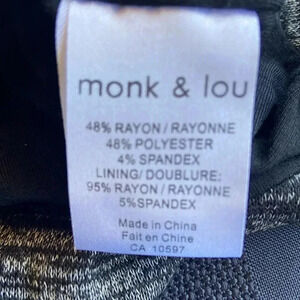 monk & lou
48% RAYON / RAYONNE
48% POLYESTER
4% SPANDEX
LINING/ DOUBLURE:
95% RAYON / RAYONNE
5%SPANDEX
Made in China
Fait en Chine
CA 10597